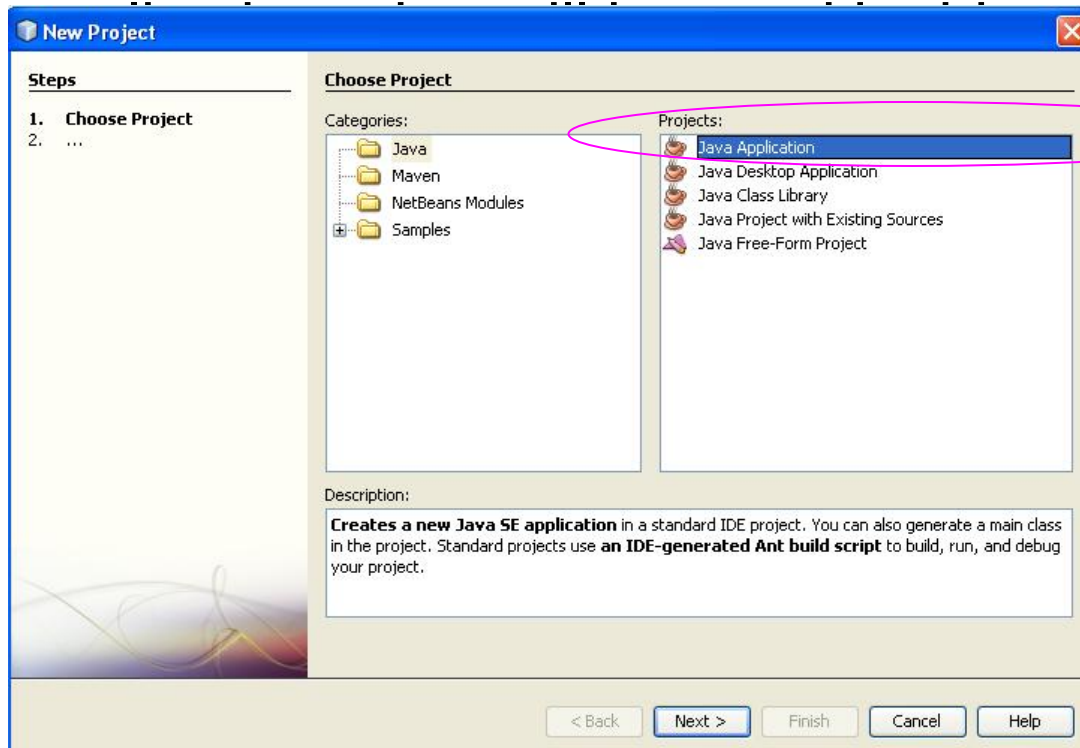 New Project
Steps
1. Choose Project
2. ...
Choose Project
Categories:
Java
Maven
NetBeans Modules
Samples
Projects:
Java Application
Java Desktop Application
Java Class Library
Java Project with Existing Sources
Java Free-Form Project
Description:
Creates a new Java SE application in a standard IDE project. You can also generate a main class
in the project. Standard projects use an IDE-generated Ant build script to build, run, and debug
your project.
< Back
Next >
Finish
Cancel
Help